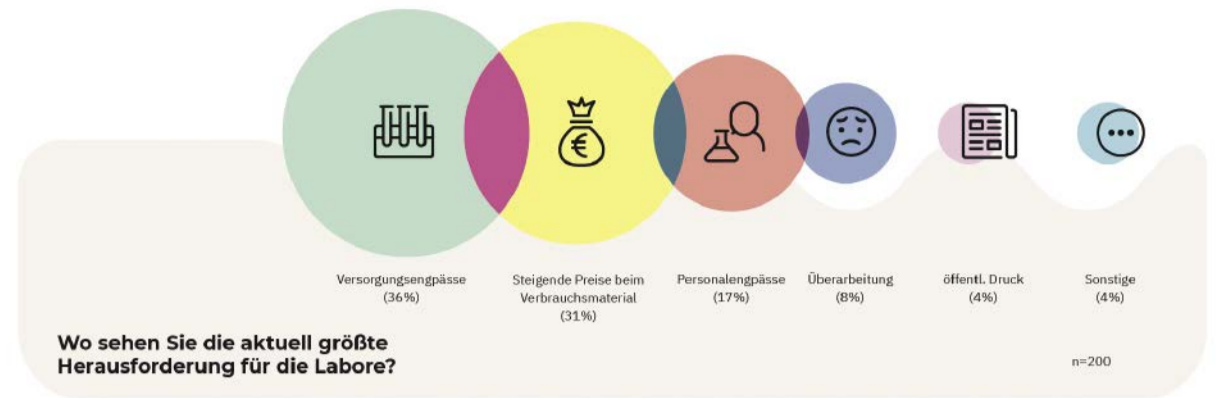 Versorgungsengpässe
(36%)
Steigende Preise beim
Verbrauchsmaterial
(31%)
Personalengpässe
(17%)
Überarbeitung
(8%)
öffentl. Druck
(4%)
Sonstige
(4%)
Wo sehen Sie die aktuell größte
Herausforderung für die Labore?
n=200